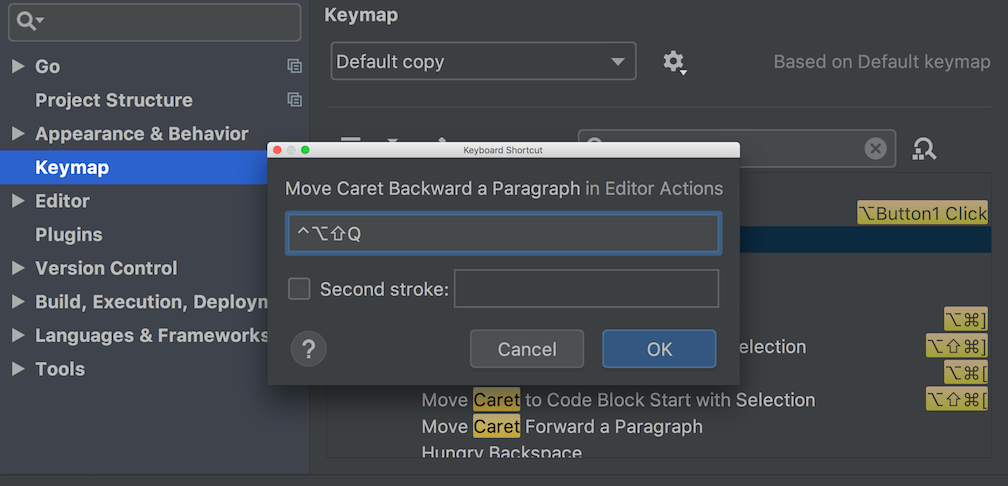 Keymap
Default copy
Based on Default keymap
Go
Project Structure
Appearance & Behavior
Keymap
Editor
Plugins
Version Control
Build, Execution, Deploym
Languages & Frameworks
Tools
Keyboard Shortcut
Move Caret Backward a Paragraph in Editor Actions
^⌥⇧Q
Second stroke:
?
Cancel
OK
⌥Button1 Click
⌥⌘]
election
⌥⇧⌘]
⌥⌘[
Move Caret to Code Block Start with Selection
⌥⇧⌘[
Move Caret Forward a Paragraph
Hungry Backspace